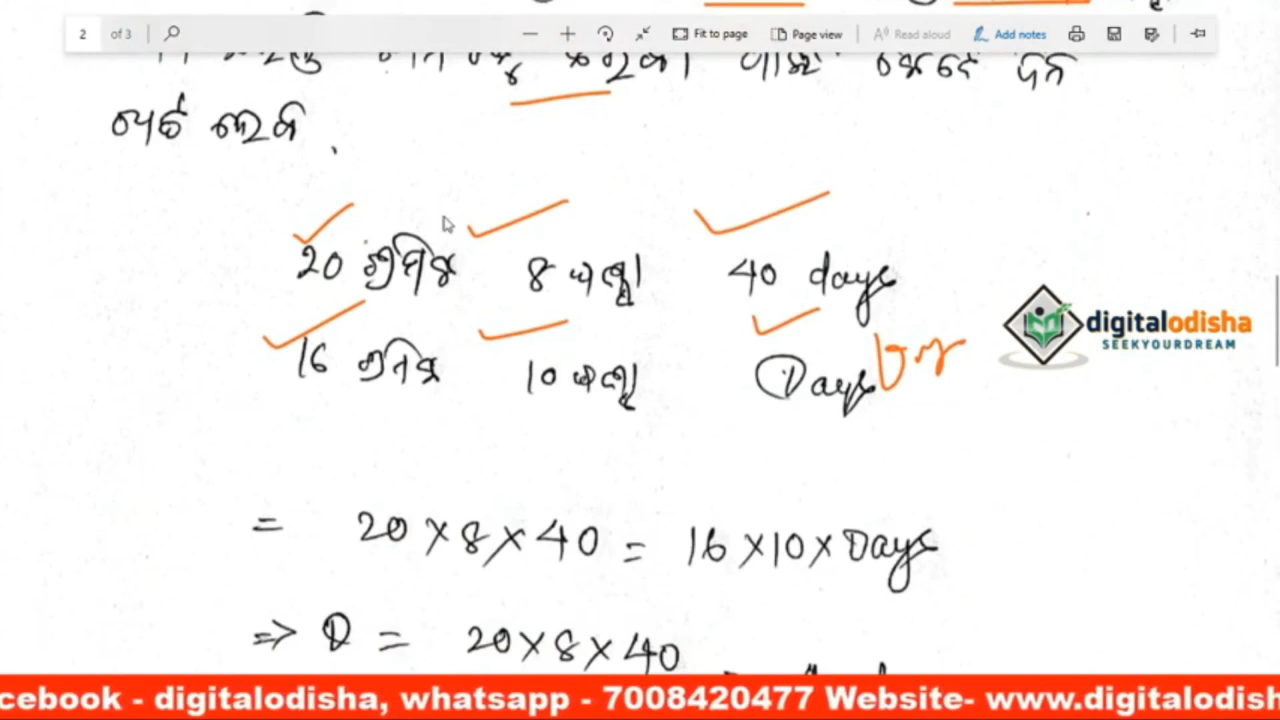 2 of 3 Fit to page Page view Read aloud Add notes
ଦିନ
20 ଶ୍ରମିକ 8 ଘଣ୍ଟା 40 days
16 ଶ୍ରମିକ 10 ଘଣ୍ଟା Days
digitalodisha
SEEKYOURDREAM
= 20 × 8 × 40 = 16 × 10 × Days
=> D = 20 × 8 × 40
cebook - digitalodisha, whatsapp - 7008420477 Website- www.digitalodish